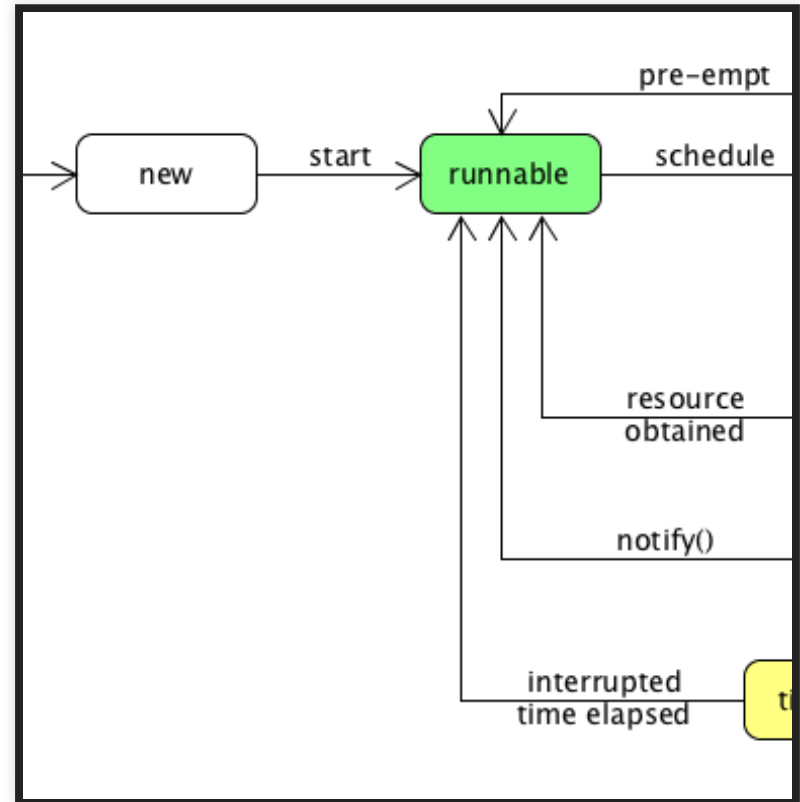 pre-empt
new
start
runnable
schedule
resource
obtained
notify()
interrupted
time elapsed